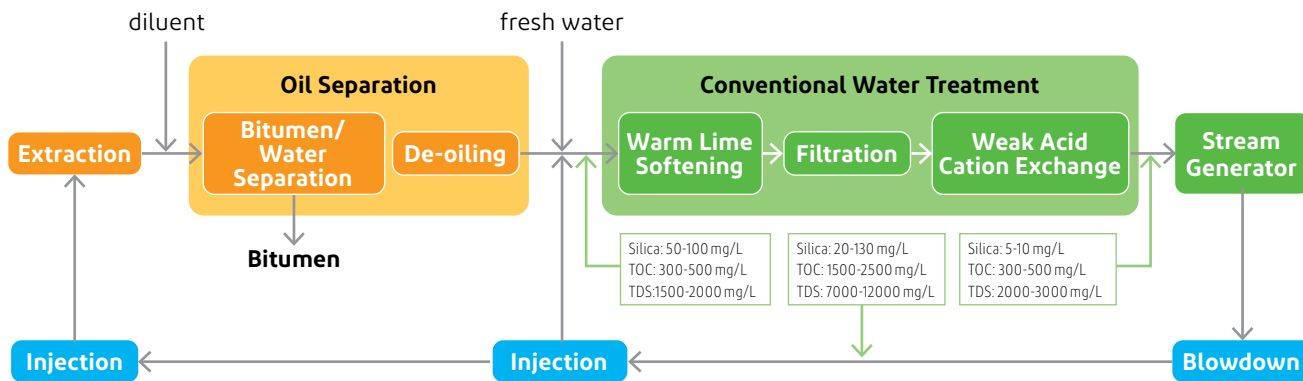 diluent
fresh water
Oil Separation
Conventional Water Treatment
Extraction
Bitumen/
Water
Separation
De-oiling
Warm Lime
Softening
Filtration
Weak Acid
Cation Exchange
Stream
Generator
Bitumen
Silica: 50-100 mg/L
TOC: 300-500 mg/L
TDS:1500-2000 mg/L
Silica: 20-130 mg/L
TOC: 1500-2500 mg/L
TDS: 7000-12000 mg/L
Silica: 5-10 mg/L
TOC: 300-500 mg/L
TDS: 2000-3000 mg/L
Injection
Injection
Blowdown